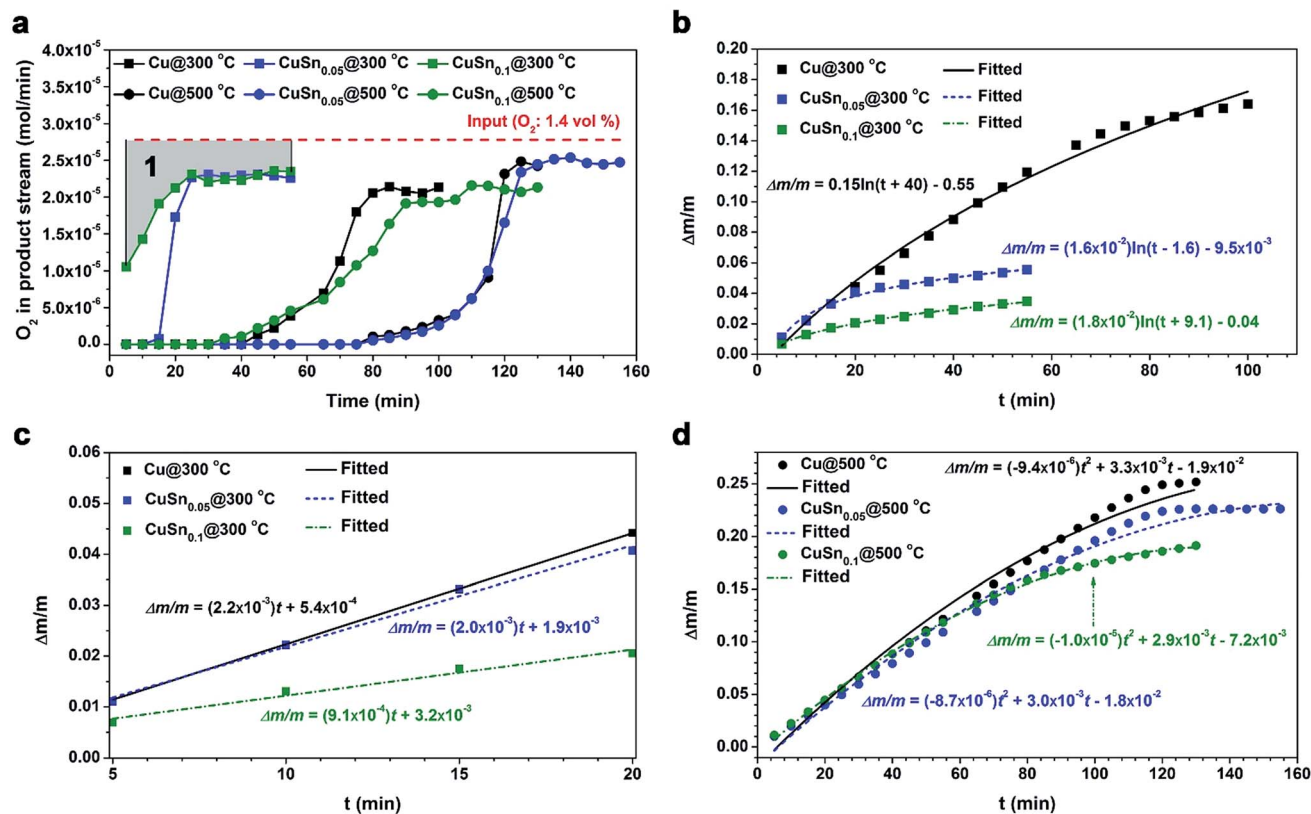 a
4.0x10⁻⁵
3.5x10⁻⁵
3.0x10⁻⁵
2.5x10⁻⁵
2.0x10⁻⁵
1.5x10⁻⁵
1.0x10⁻⁵
5.0x10⁻⁶
0.0
O₂ in product stream (mol/min)
Cu@300 °C CuSn₀.₀₅@300 °C CuSn₀.₁@300 °C
Cu@500 °C CuSn₀.₀₅@500 °C CuSn₀.₁@500 °C
Input (O₂: 1.4 vol %)
1
0 20 40 60 80 100 120 140 160
Time (min)
b
0.20
0.18
0.16
0.14
0.12
0.10
0.08
0.06
0.04
0.02
0.00
Δm/m
Cu@300 °C Fitted
CuSn₀.₀₅@300 °C Fitted
CuSn₀.₁@300 °C Fitted
Δm/m = 0.15ln(t + 40) - 0.55
Δm/m = (1.6x10⁻²)ln(t - 1.6) - 9.5x10⁻³
Δm/m = (1.8x10⁻²)ln(t + 9.1) - 0.04
0 20 40 60 80 100
t (min)
c
0.06
0.05
0.04
0.03
0.02
0.01
0.00
Δm/m
Cu@300 °C Fitted
CuSn₀.₀₅@300 °C Fitted
CuSn₀.₁@300 °C Fitted
Δm/m = (2.2x10⁻³)t + 5.4x10⁻⁴
Δm/m = (2.0x10⁻³)t + 1.9x10⁻³
Δm/m = (9.1x10⁻⁴)t + 3.2x10⁻³
5 10 15 20
t (min)
d
0.25
0.20
0.15
0.10
0.05
0.00
Δm/m
Cu@500 °C
Fitted
CuSn₀.₀₅@500 °C
Fitted
CuSn₀.₁@500 °C
Fitted
Δm/m = (-9.4x10⁻⁶)t² + 3.3x10⁻³t - 1.9x10⁻²
Δm/m = (-1.0x10⁻⁵)t² + 2.9x10⁻³t - 7.2x10⁻³
Δm/m = (-8.7x10⁻⁶)t² + 3.0x10⁻³t - 1.8x10⁻²
0 20 40 60 80 100 120 140 160
t (min)